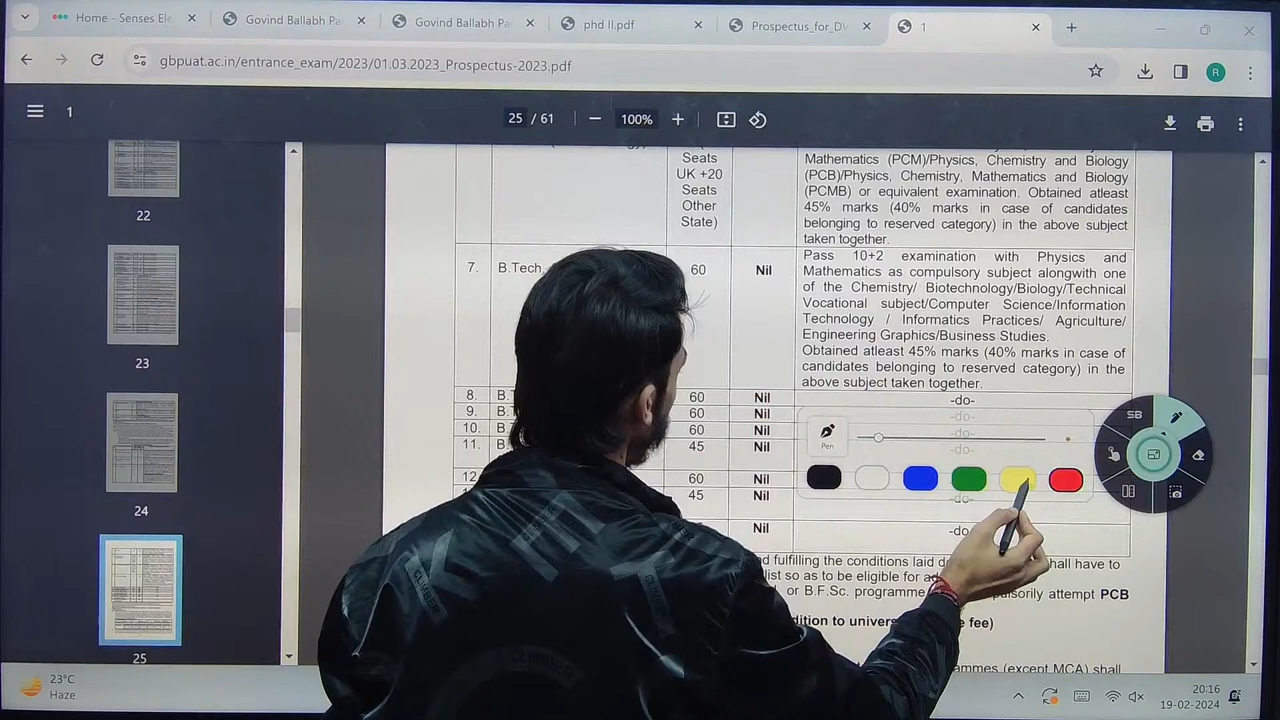 Home - Senses Ele
Govind Ballabh Pa
Govind Ballabh Pa
phd II.pdf
Prospectus_for_DV
1
gbpuat.ac.in/entrance_exam/2023/01.03.2023_Prospectus-2023.pdf
R
1
25 / 61
100%
22
23
24
25
Seats
UK +20
Seats
Other
State)
Mathematics (PCM)/Physics, Chemistry and Biology
(PCB)/Physics, Chemistry, Mathematics and Biology
(PCMB) or equivalent examination. Obtained atleast
45% marks (40% marks in case of candidates
belonging to reserved category) in the above subject
taken together.
7. B.Tech. 60 Nil
Pass 10+2 examination with Physics and
Mathematics as compulsory subject alongwith one
of the Chemistry/ Biotechnology/Biology/Technical
Vocational subject/Computer Science/Information
Technology / Informatics Practices/ Agriculture/
Engineering Graphics/Business Studies.
Obtained atleast 45% marks (40% marks in case of
candidates belonging to reserved category) in the
above subject taken together.
8. 60 Nil -do-
9. 60 Nil -do-
10. 60 Nil -do-
11. 45 Nil -do-
12 60 Nil
45 Nil -do-
Nil -do-
Pen
SB
fulfilling the conditions laid hall have to
list so as to be eligible for
or B.F.Sc. programme attempt PCB
dition to univers e fee)
mmes (except MCA) shall
23°C
Haze
20:16
19-02-2024
CLIMBER
CLIMBER
CLIMBER